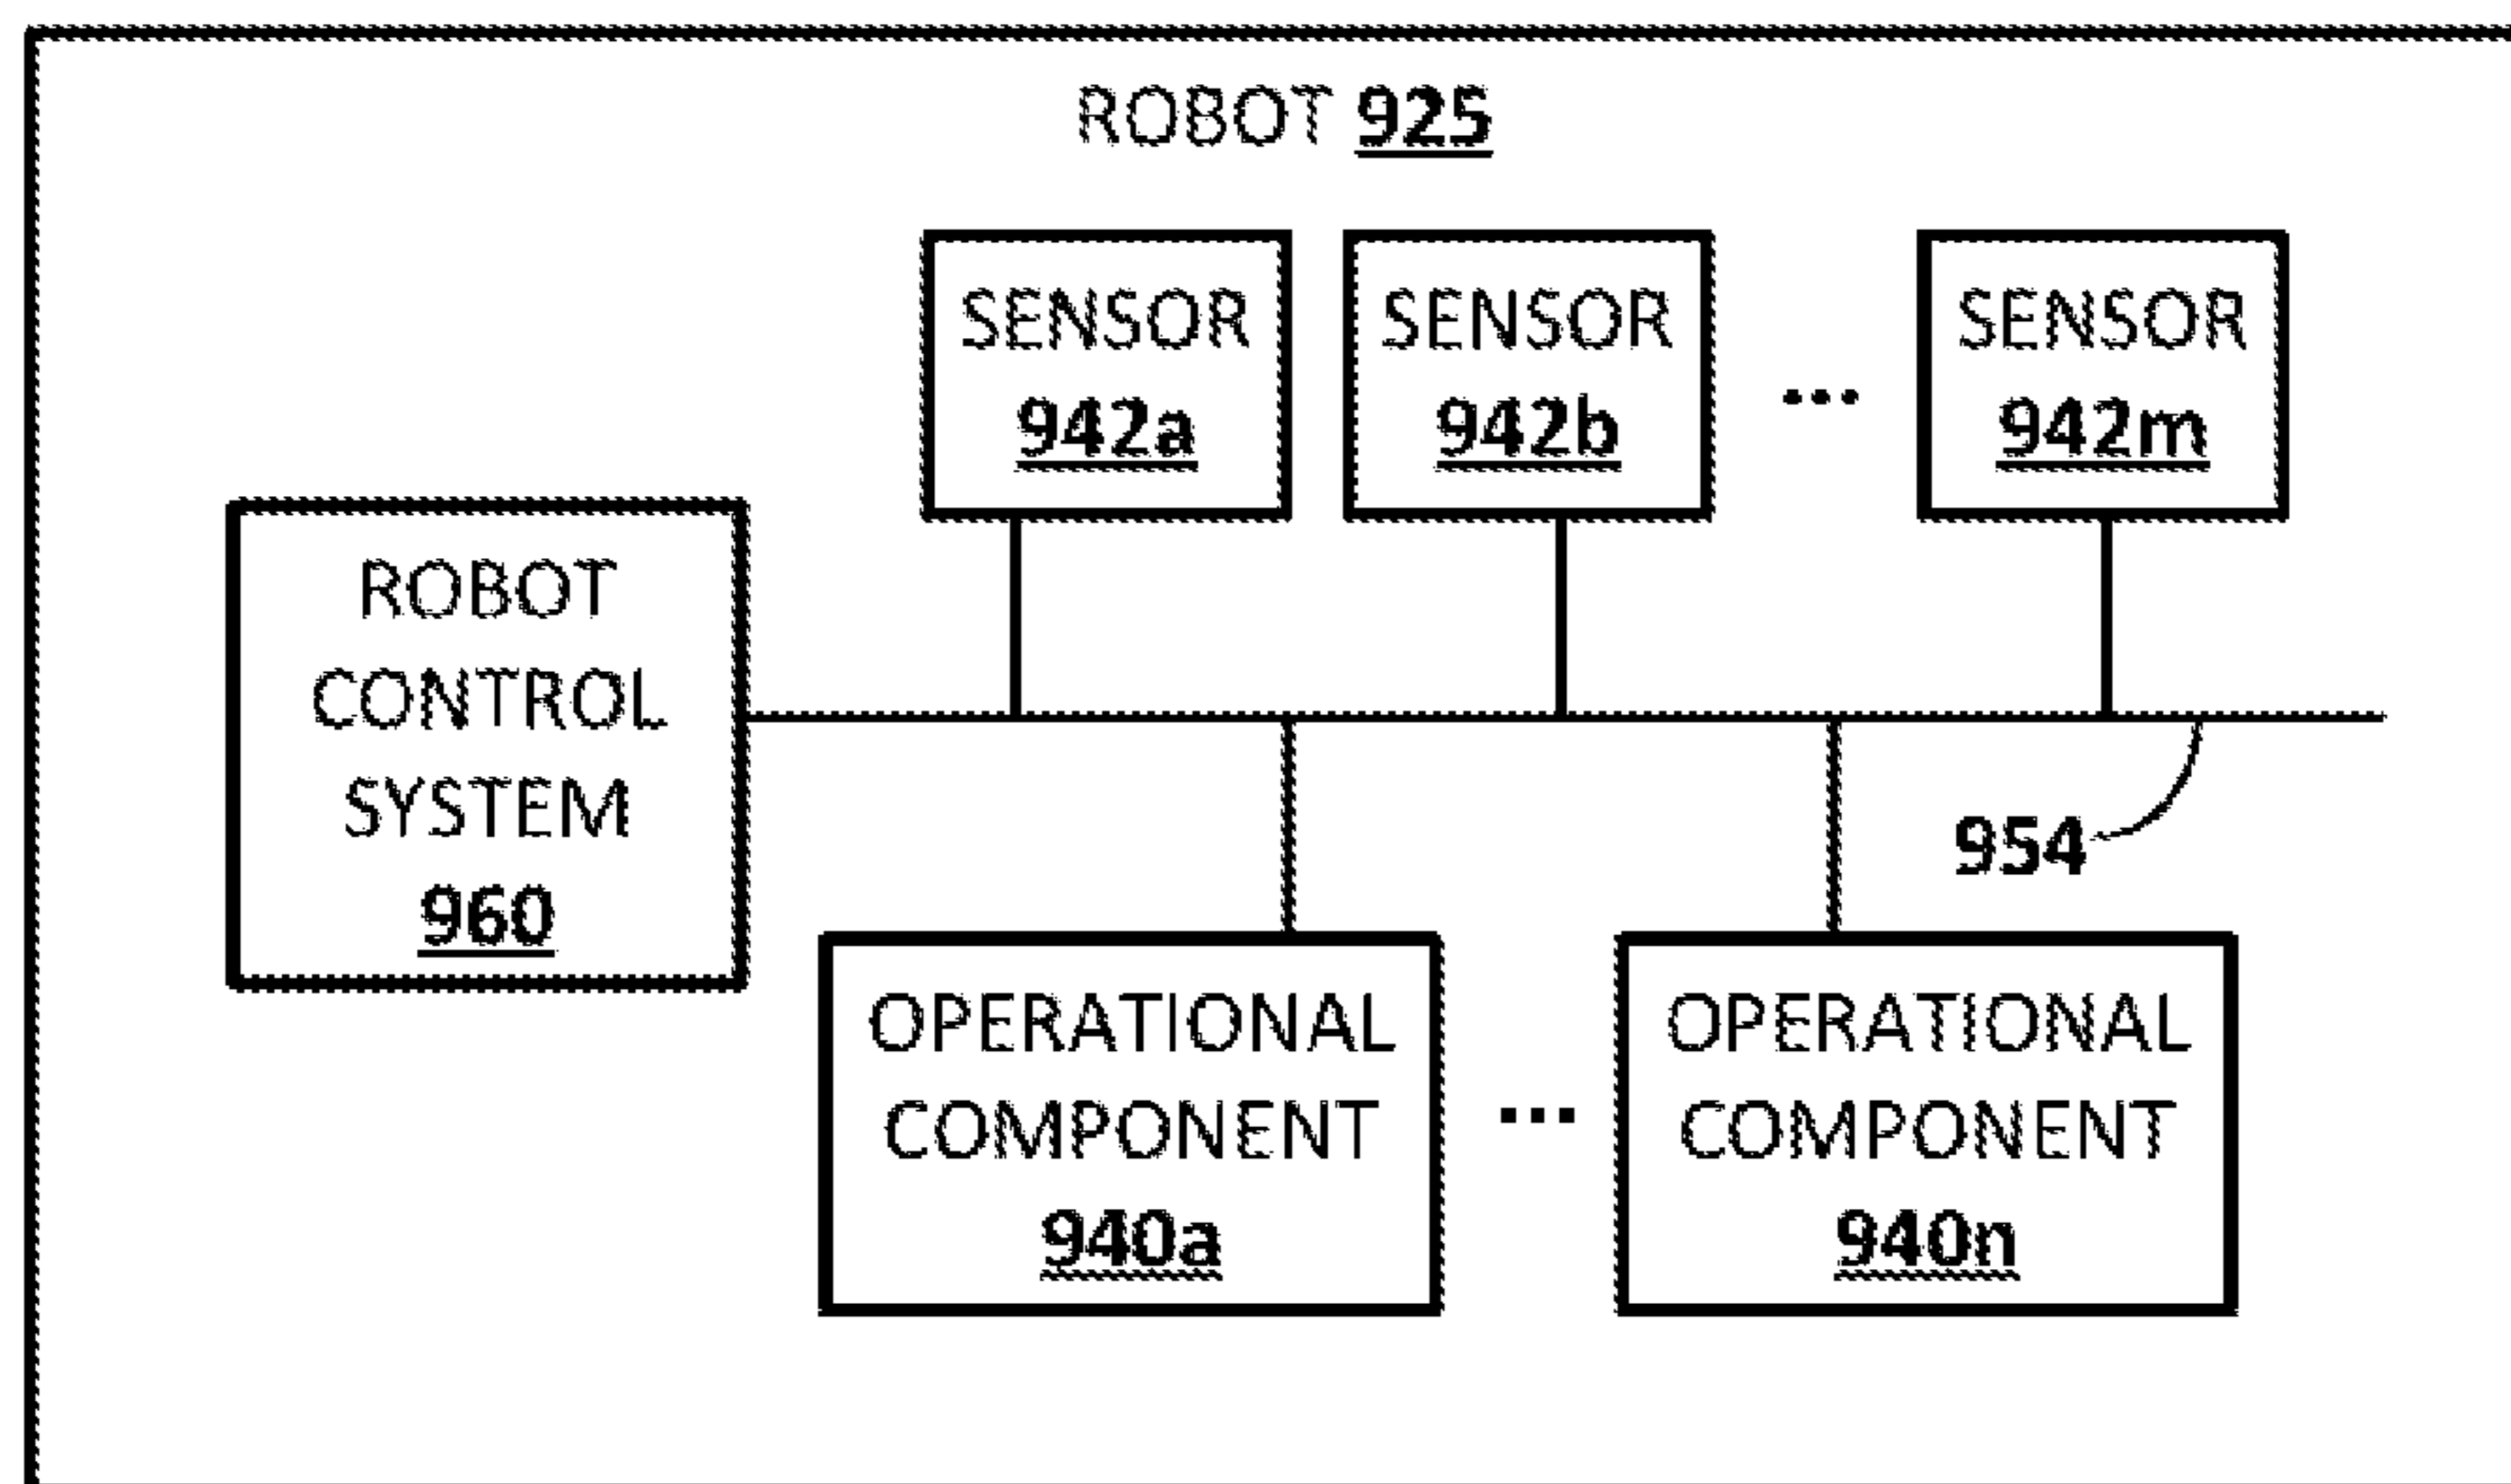 ROBOT 925
SENSOR
942a
SENSOR
942b
...
SENSOR
942m
ROBOT
CONTROL
SYSTEM
960
954
OPERATIONAL
COMPONENT
940a
...
OPERATIONAL
COMPONENT
940n